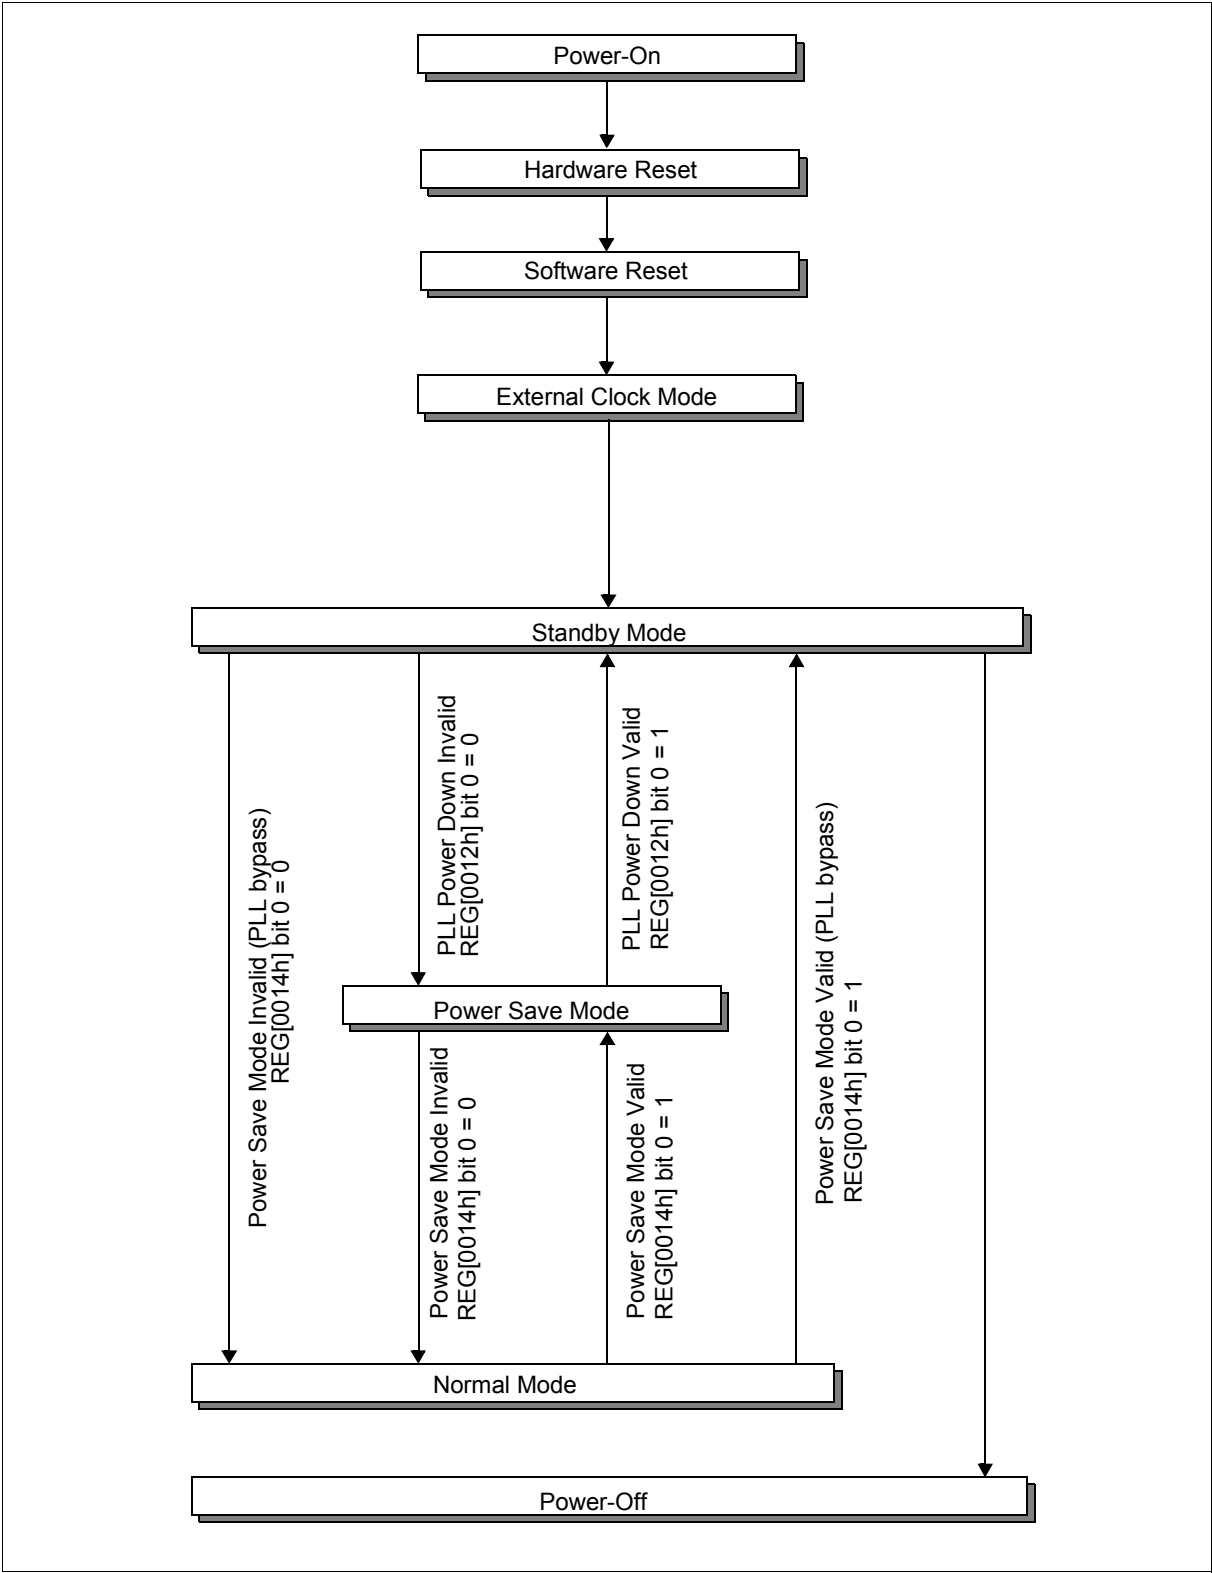 Power-On
Hardware Reset
Software Reset
External Clock Mode
Standby Mode
Power Save Mode Invalid (PLL bypass)
REG[0014h] bit 0 = 0
PLL Power Down Invalid
REG[0012h] bit 0 = 0
PLL Power Down Valid
REG[0012h] bit 0 = 1
Power Save Mode Valid (PLL bypass)
REG[0014h] bit 0 = 1
Power Save Mode
Power Save Mode Invalid
REG[0014h] bit 0 = 0
Power Save Mode Valid
REG[0014h] bit 0 = 1
Normal Mode
Power-Off